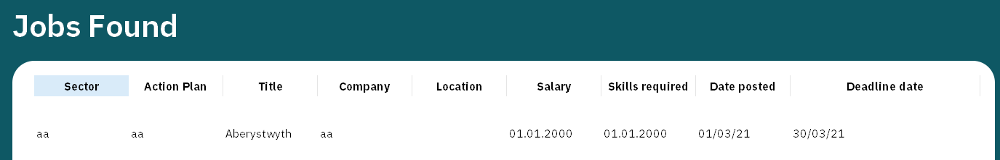 Jobs Found
Sector Action Plan Title Company Location Salary Skills required Date posted Deadline date
aa aa Aberystwyth aa 01.01.2000 01.01.2000 01/03/21 30/03/21